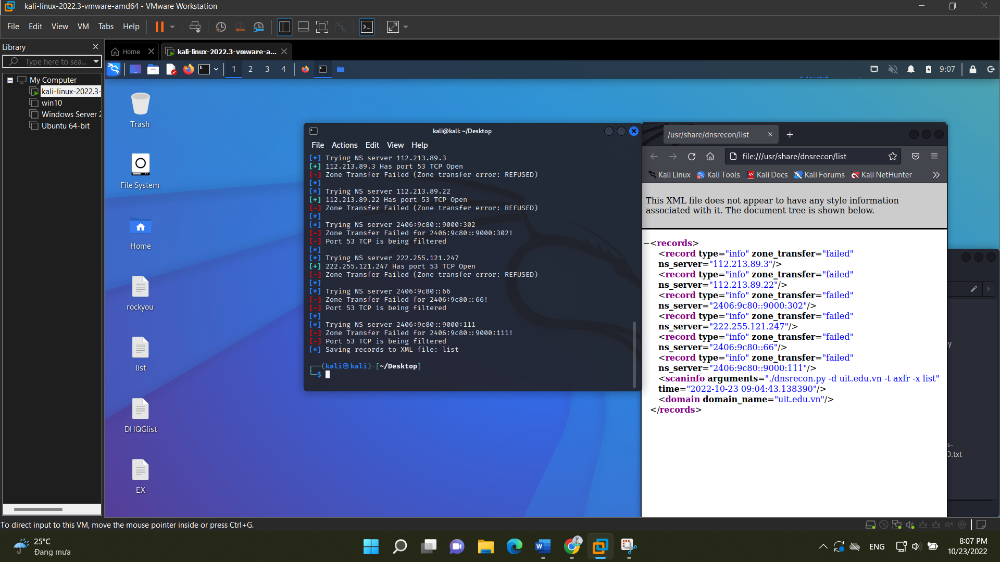 kali-linux-2022.3-vmware-amd64 - VMware Workstation
File Edit View VM Tabs Help
Library
Type here to sea...
My Computer
kali-linux-2022.3-
win10
Windows Server 2
Ubuntu 64-bit
Home
kali-linux-2022.3-vmware-a...
1 2 3 4
9:07
Trash
File System
Home
rockyou
list
DHQGlist
EX
kali@kali: ~/Desktop
File Actions Edit View Help
[*] Trying NS server 112.213.89.3
[+] 112.213.89.3 Has port 53 TCP Open
[-] Zone Transfer Failed (Zone transfer error: REFUSED)
[*]
[*] Trying NS server 112.213.89.22
[+] 112.213.89.22 Has port 53 TCP Open
[-] Zone Transfer Failed (Zone transfer error: REFUSED)
[*]
[*] Trying NS server 2406:9c80::9000:302
[-] Zone Transfer Failed for 2406:9c80::9000:302!
[-] Port 53 TCP is being filtered
[*]
[*] Trying NS server 222.255.121.247
[+] 222.255.121.247 Has port 53 TCP Open
[-] Zone Transfer Failed (Zone transfer error: REFUSED)
[*]
[*] Trying NS server 2406:9c80::66
[-] Zone Transfer Failed for 2406:9c80::66!
[-] Port 53 TCP is being filtered
[*]
[*] Trying NS server 2406:9c80::9000:111
[-] Zone Transfer Failed for 2406:9c80::9000:111!
[-] Port 53 TCP is being filtered
[*] Saving records to XML file: list
┌──(kali㉿kali)-[~/Desktop]
└─$
/usr/share/dnsrecon/list
file:///usr/share/dnsrecon/list
Kali Linux Kali Tools Kali Docs Kali Forums Kali NetHunter
This XML file does not appear to have any style information
associated with it. The document tree is shown below.
−<records>
<record type="info" zone_transfer="failed"
ns_server="112.213.89.3"/>
<record type="info" zone_transfer="failed"
ns_server="112.213.89.22"/>
<record type="info" zone_transfer="failed"
ns_server="2406:9c80::9000:302"/>
<record type="info" zone_transfer="failed"
ns_server="222.255.121.247"/>
<record type="info" zone_transfer="failed"
ns_server="2406:9c80::66"/>
<record type="info" zone_transfer="failed"
ns_server="2406:9c80::9000:111"/>
<scaninfo arguments="./dnsrecon.py -d uit.edu.vn -t axfr -x list"
time="2022-10-23 09:04:43.138390"/>
<domain domain_name="uit.edu.vn"/>
</records>
y
s-
0.txt
To direct input to this VM, move the mouse pointer inside or press Ctrl+G.
25°C
Đang mưa
ENG
8:07 PM
10/23/2022